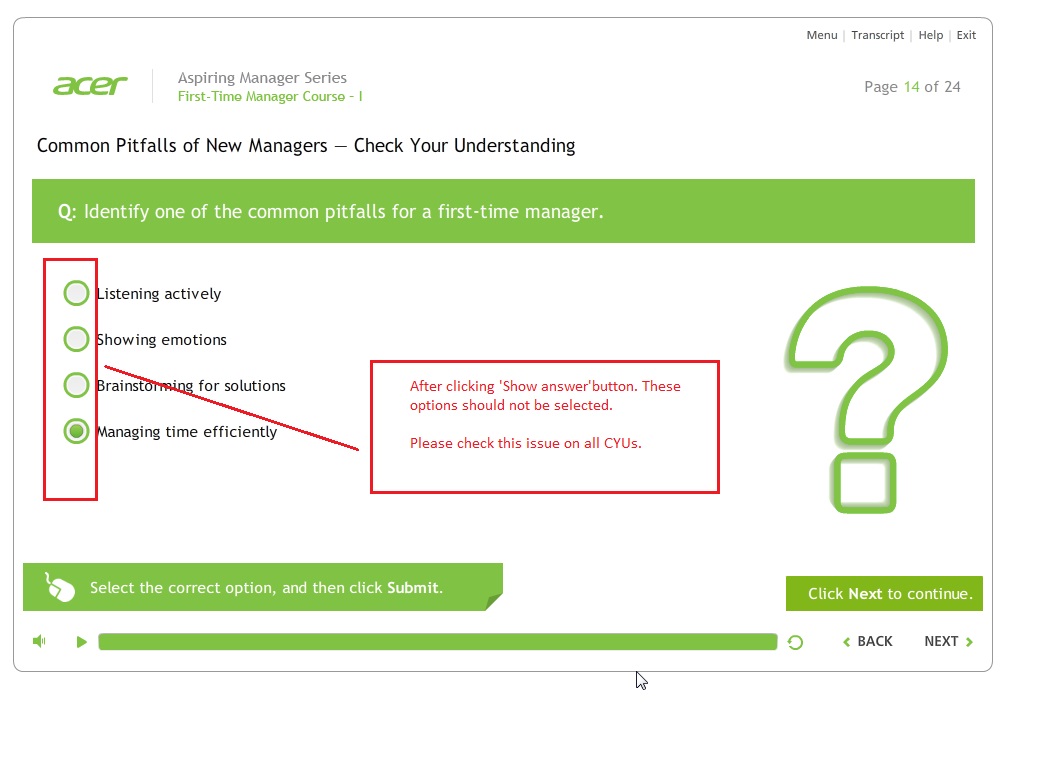 Menu | Transcript | Help | Exit
acer
Aspiring Manager Series
First-Time Manager Course - I
Page 14 of 24
Common Pitfalls of New Managers — Check Your Understanding
Q: Identify one of the common pitfalls for a first-time manager.
Listening actively
Showing emotions
Brainstorming for solutions
Managing time efficiently
After clicking 'Show answer'button. These
options should not be selected.
Please check this issue on all CYUs.
Select the correct option, and then click Submit.
Click Next to continue.
BACK
NEXT